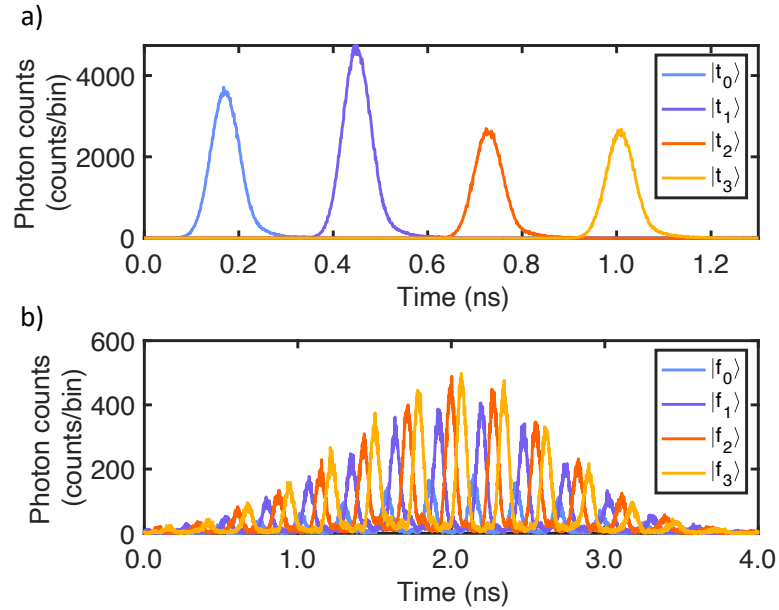 a)
Photon counts
(counts/bin)
4000
2000
0
|t₀⟩
|t₁⟩
|t₂⟩
|t₃⟩
0.0 0.2 0.4 0.6 0.8 1.0 1.2
Time (ns)
b)
Photon counts
(counts/bin)
600
400
200
0
|f₀⟩
|f₁⟩
|f₂⟩
|f₃⟩
0.0 1.0 2.0 3.0 4.0
Time (ns)